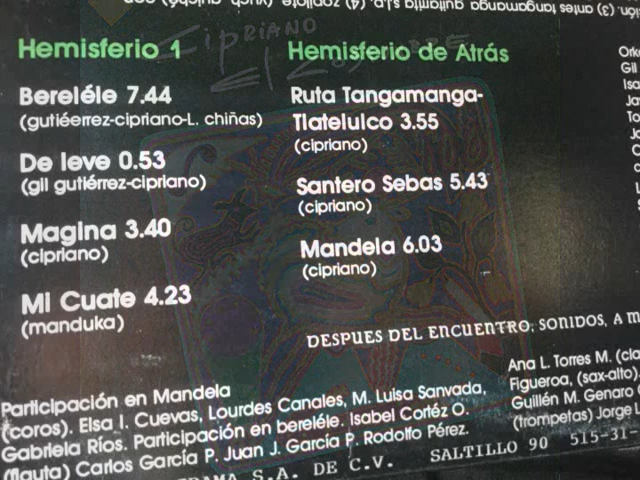 Hemisferio 1
Bereléle 7.44
(gutiéerrez-cipriano-L. chiñas)
De leve 0.53
(gil gutiérrez-cipriano)
Magina 3.40
(cipriano)
Mi Cuate 4.23
(manduka)
Hemisferio de Atrás
Ruta Tangamanga-
Tlatelulco 3.55
(cipriano)
Santero Sebas 5.43
(cipriano)
Mandela 6.03
(cipriano)
CIPRIANO
Gil
DESPUES DEL ENCUENTRO, SONIDOS, A M
Participación en Mandela
(coros). Elsa I. Cuevas, Lourdes Canales, M. Luisa Sanvada,
Gabriela Ríos. Participación en bereléle. Isabel Cortéz O.
(flauta) Carlos García P. Juan J. García P. Rodolfo Pérez.
Ana L. Torres M. (cla
Figueroa, (sax-alto).
Guillén M. Genaro
(trompetas) Jorge
S.A. DE C.V. SALTILLO 90 515-31-